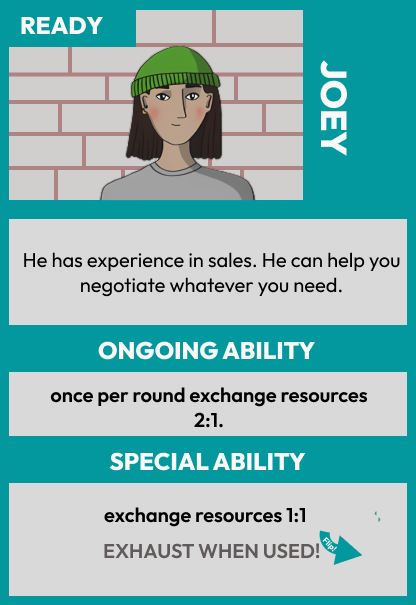 READY
JOEY
He has experience in sales. He can help you
negotiate whatever you need.
ONGOING ABILITY
once per round exchange resources
2:1.
SPECIAL ABILITY
exchange resources 1:1
EXHAUST WHEN USED!
Flip!